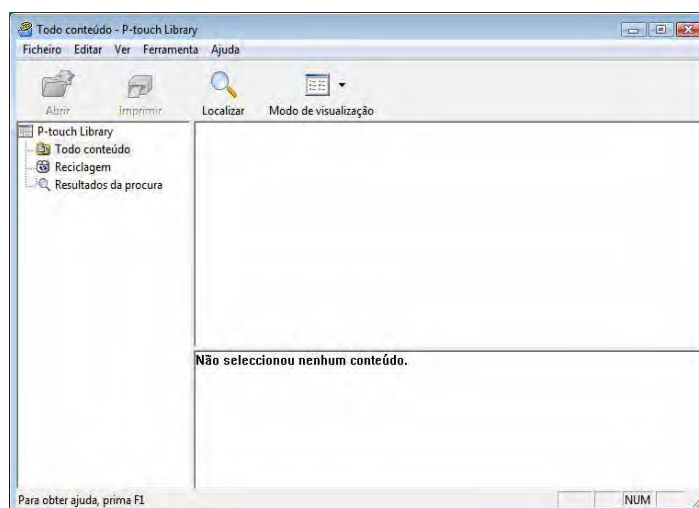 Todo conteúdo - P-touch Library
Ficheiro Editar Ver Ferramenta Ajuda
Abrir Imprimir Localizar Modo de visualização
P-touch Library
Todo conteúdo
Reciclagem
Resultados da procura
Não seleccionou nenhum conteúdo.
Para obter ajuda, prima F1 NUM